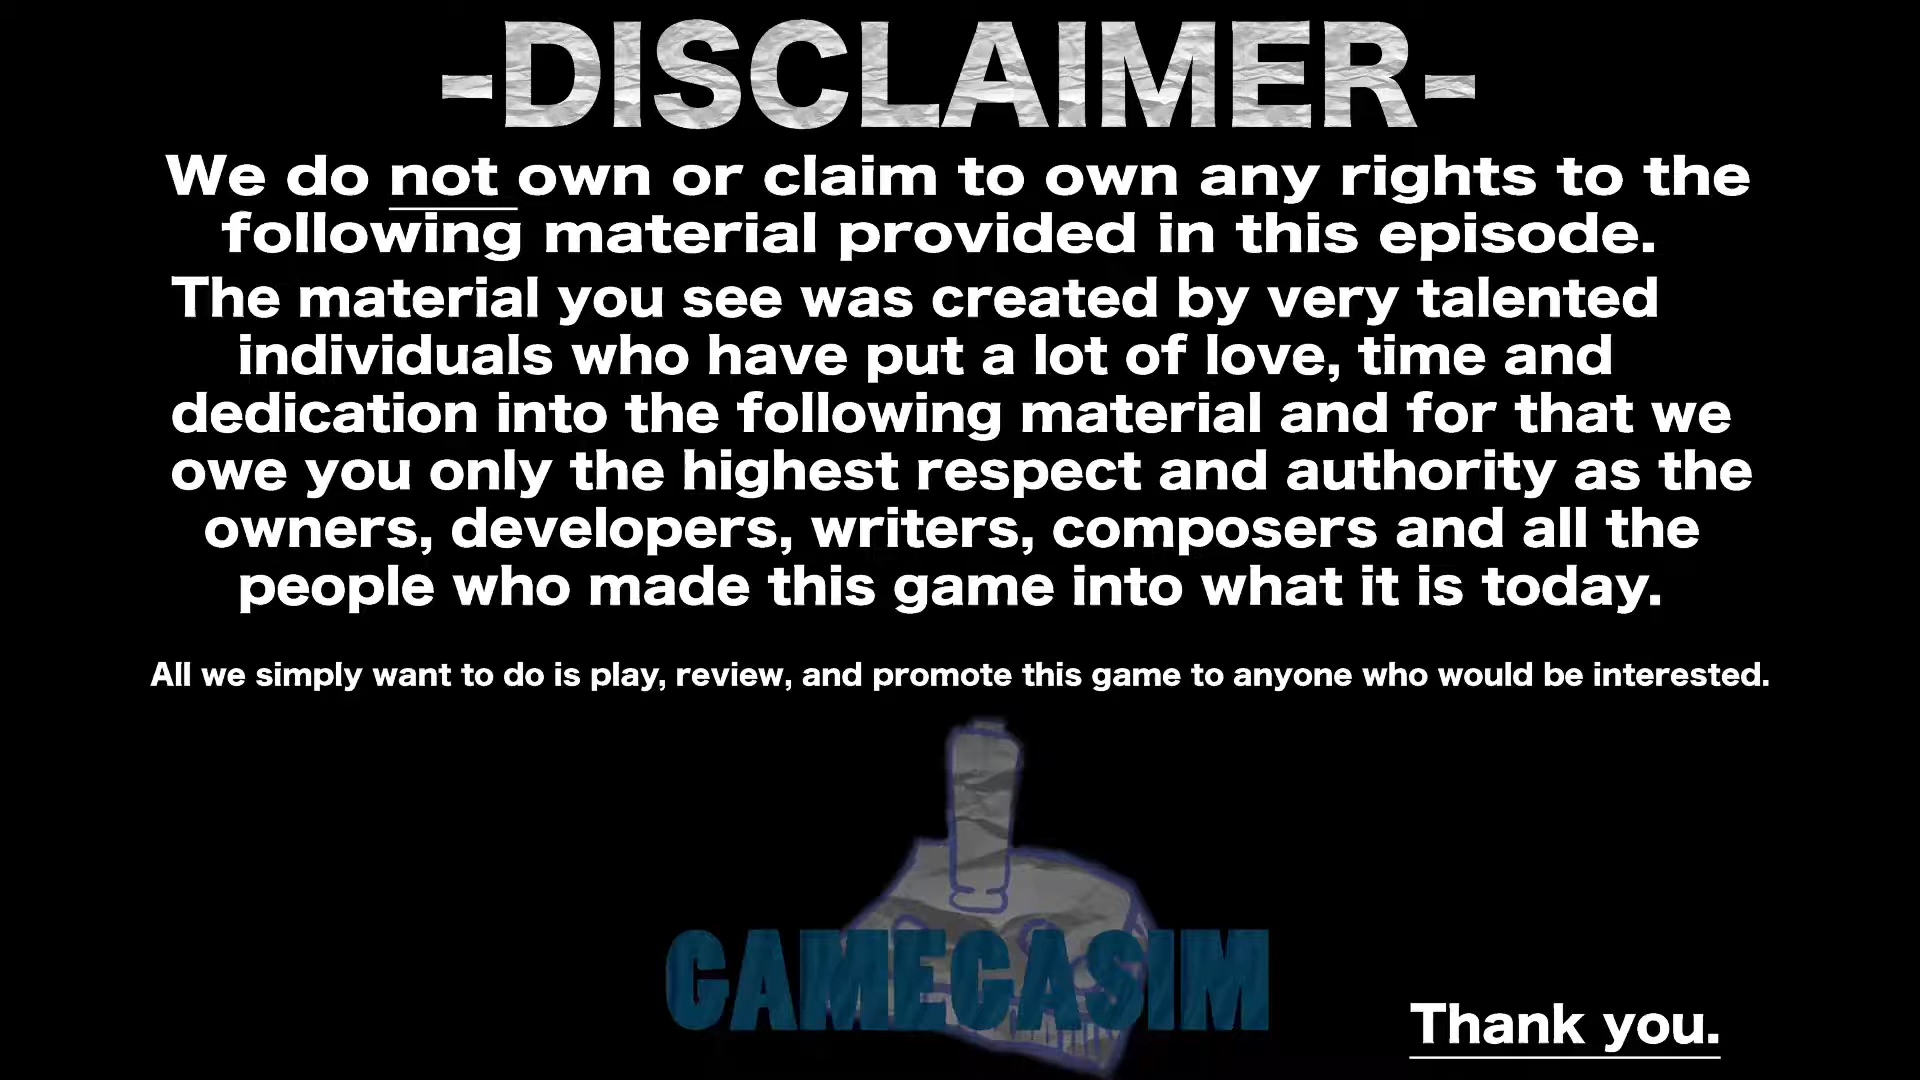 -DISCLAIMER-
We do not own or claim to own any rights to the
following material provided in this episode.
The material you see was created by very talented
individuals who have put a lot of love, time and
dedication into the following material and for that we
owe you only the highest respect and authority as the
owners, developers, writers, composers and all the
people who made this game into what it is today.
All we simply want to do is play, review, and promote this game to anyone who would be interested.
GAMEGASIM
Thank you.